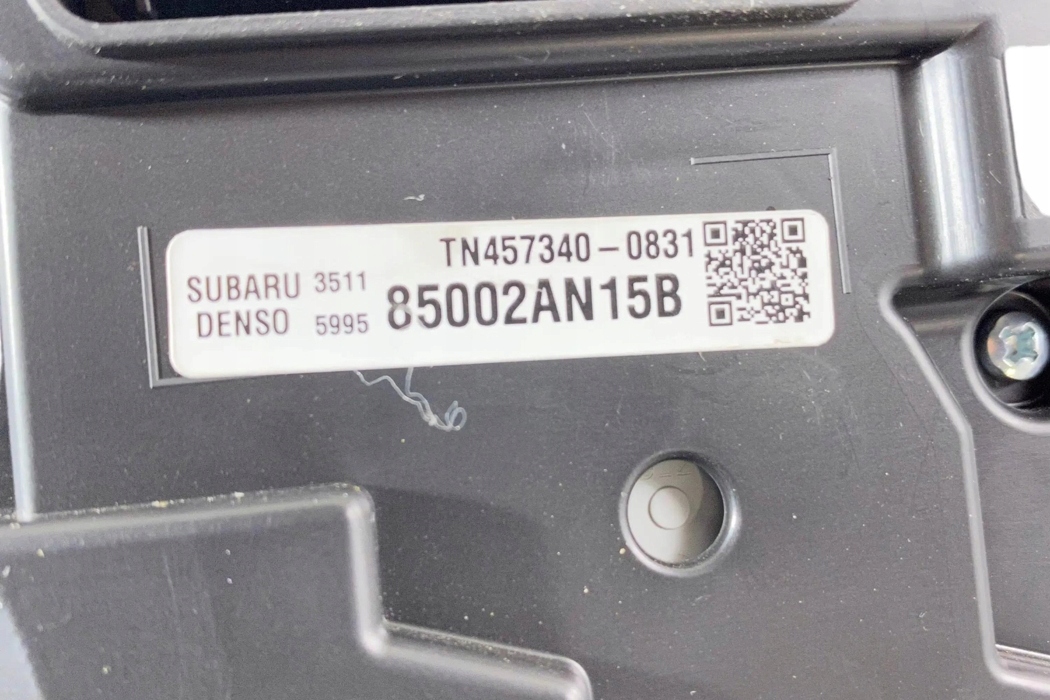 TN457340-0831
SUBARU 3511
85002AN15B
DENSO 5995